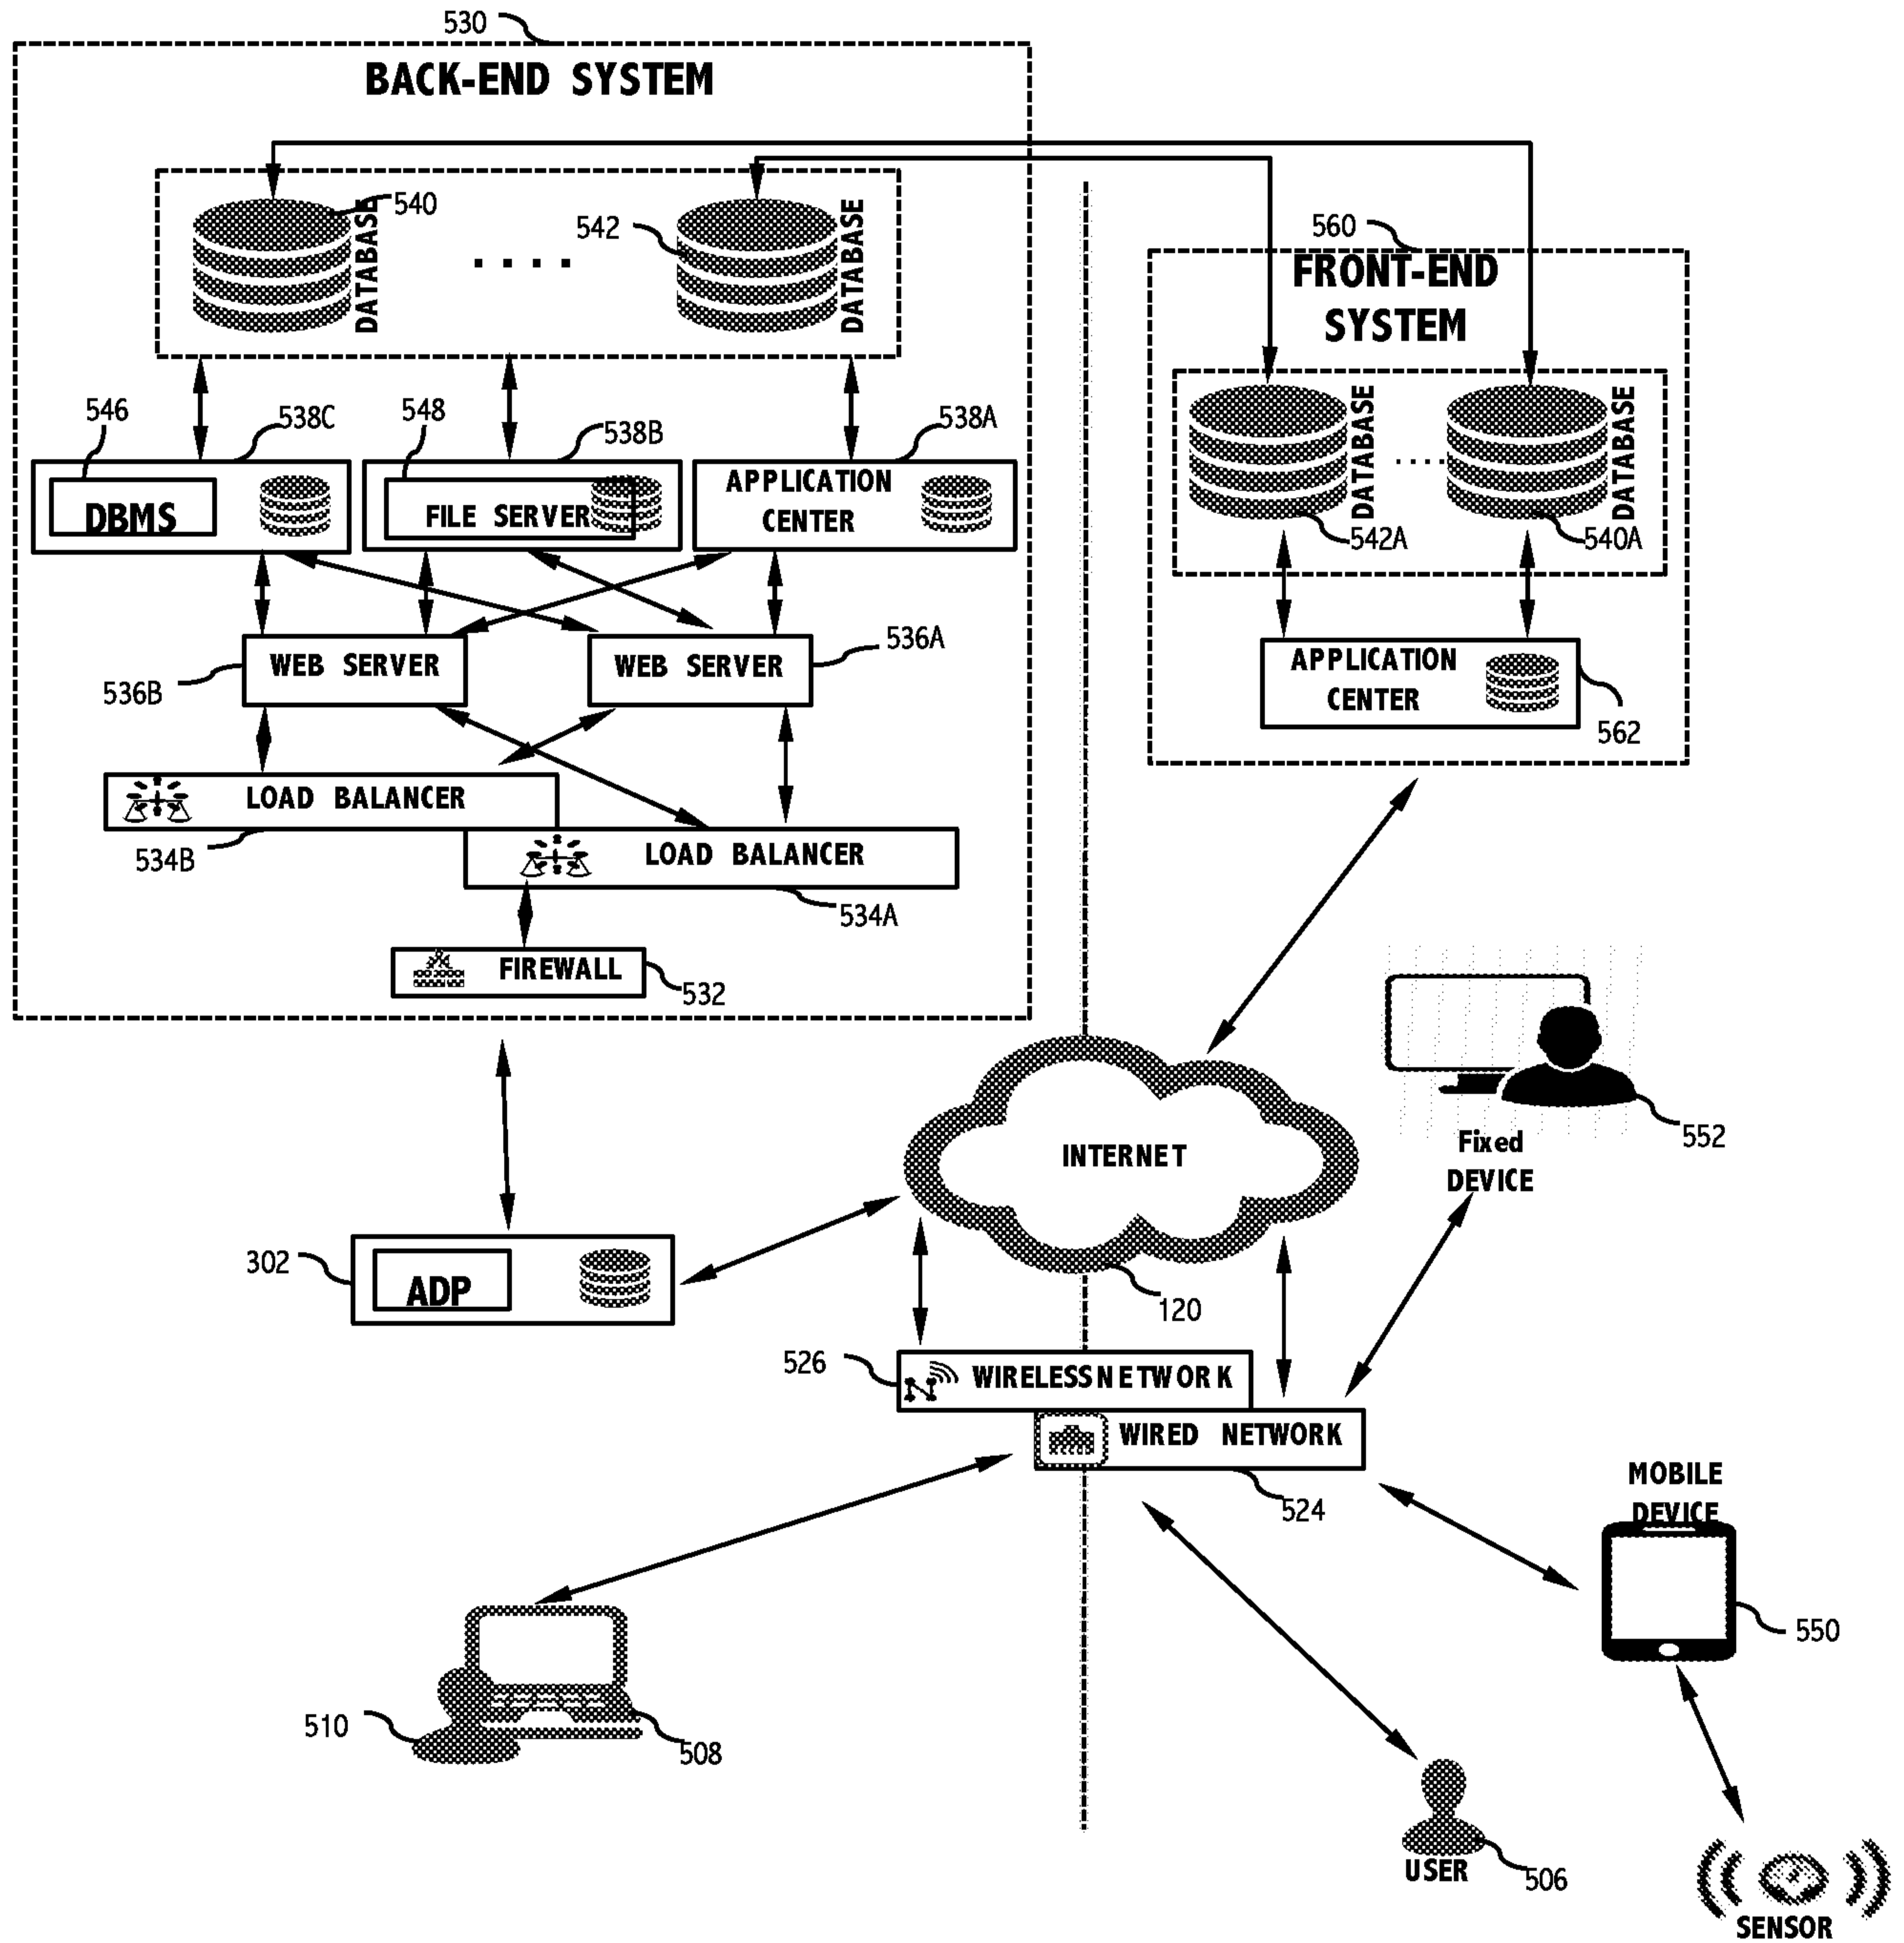 530
BACK-END SYSTEM
540
DATABASE
542
DATABASE
560
FRONT-END
SYSTEM
546
538C
548
538B
538A
DATABASE
DATABASE
DBMS
FILE SERVER
APPLICATION
CENTER
542A
540A
WEB SERVER
WEB SERVER
536A
536B
APPLICATION
CENTER
562
LOAD BALANCER
534B
LOAD BALANCER
534A
FIREWALL
532
INTERNET
552
Fixed
DEVICE
302
ADP
120
526
WIRELESS NETWORK
WIRED NETWORK
524
MOBILE
DEVICE
550
510
508
USER
506
SENSOR